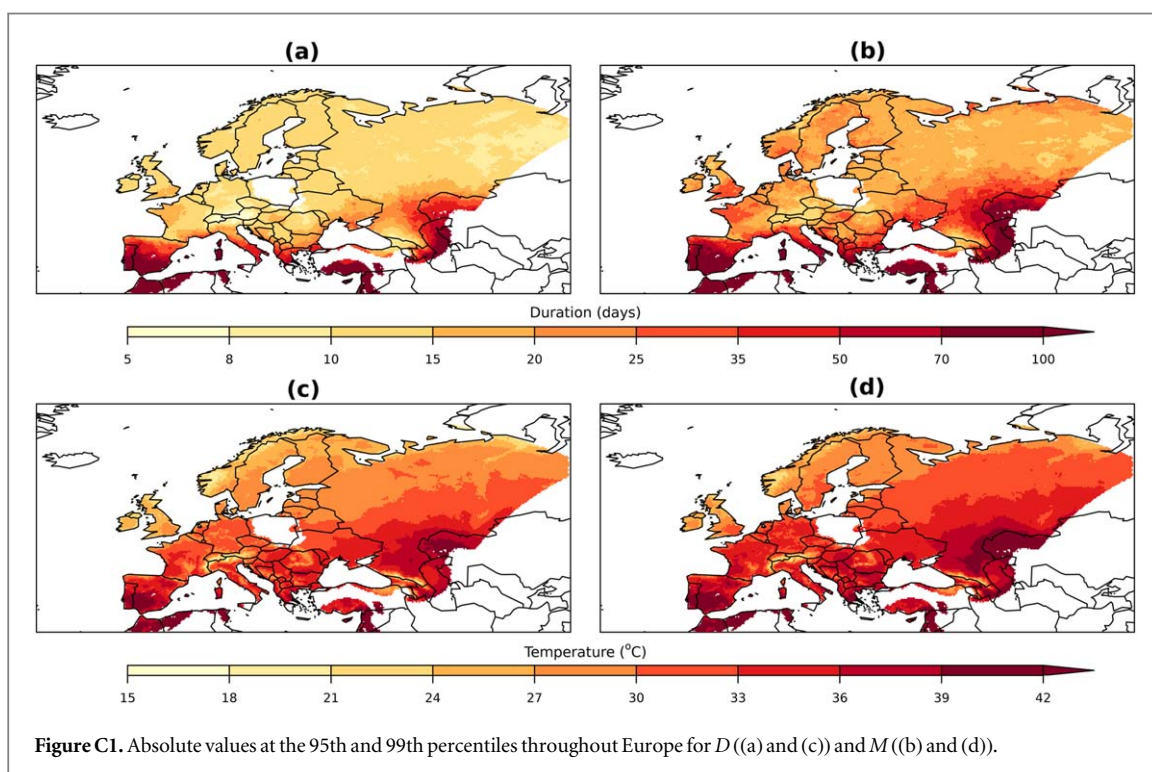 (a)
(b)
Duration (days)
5 8 10 15 20 25 35 50 70 100
(c)
(d)
Temperature (°C)
15 18 21 24 27 30 33 36 39 42
Figure C1. Absolute values at the 95th and 99th percentiles throughout Europe for D ((a) and (c)) and M ((b) and (d)).